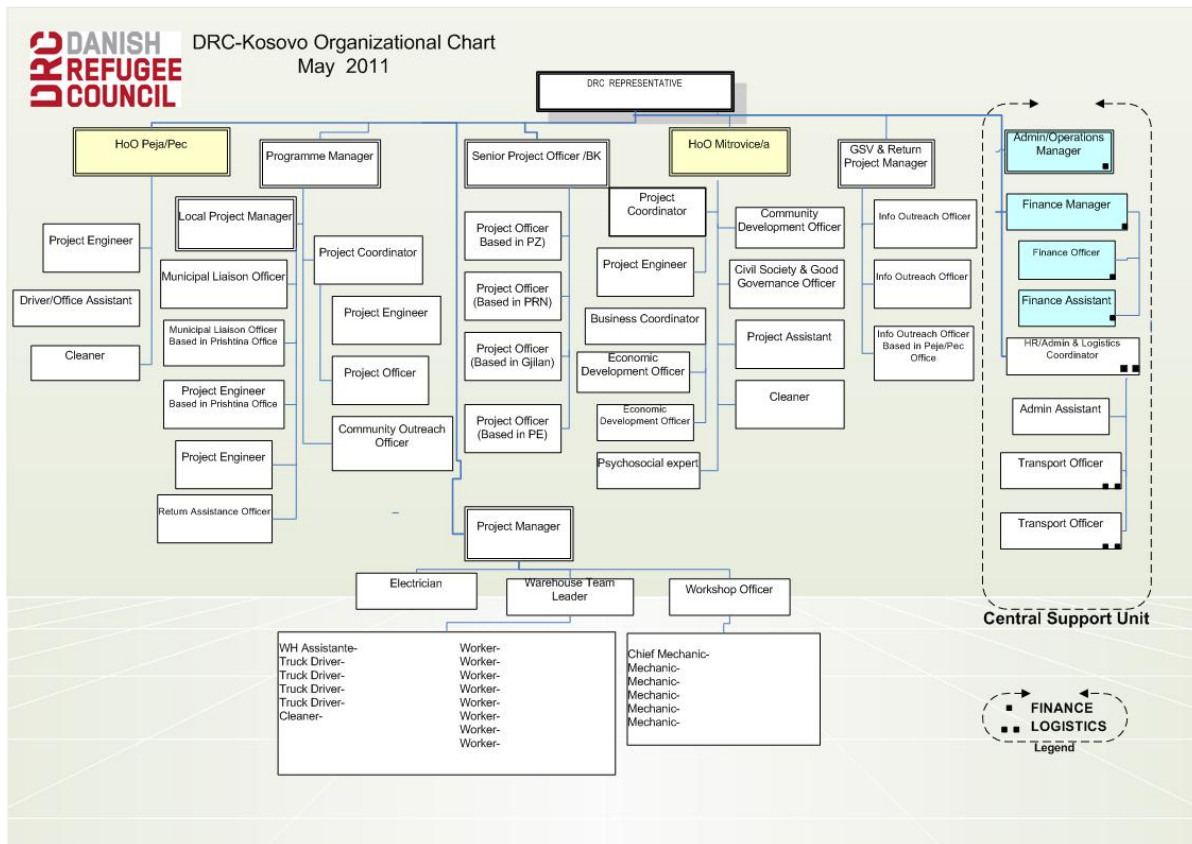 DRC
DANISH
REFUGEE
COUNCIL
DRC-Kosovo Organizational Chart
May 2011
DRC REPRESENTATIVE
HoO Peja/Pec
Project Engineer
Driver/Office Assistant
Cleaner
Programme Manager
Local Project Manager
Municipal Liaison Officer
Municipal Liaison Officer
Based in Prishtina Office
Project Engineer
Based in Prishtina Office
Project Engineer
Return Assistance Officer
Project Coordinator
Project Engineer
Project Officer
Community Outreach
Officer
Senior Project Officer /BK
Project Officer
Based in PZ)
Project Officer
(Based in PRN)
Project Officer
(Based in Gjilan)
Project Officer
(Based in PE)
HoO Mitrovice/a
Project
Coordinator
Project Engineer
Business Coordinator
Economic
Development Officer
Economic
Development Officer
Psychosocial expert
Community
Development Officer
Civil Society & Good
Governance Officer
Project Assistant
Cleaner
GSV & Return
Project Manager
Info Outreach Officer
Info Outreach Officer
Info Outreach Officer
Based in Peje/Pec
Office
Admin/Operations
Manager
Finance Manager
Finance Officer
Finance Assistant
HR/Admin & Logistics
Coordinator
Admin Assistant
Transport Officer
Transport Officer
Central Support Unit
Project Manager
Electrician
Warehouse Team
Leader
Workshop Officer
WH Assistante-
Truck Driver-
Truck Driver-
Truck Driver-
Truck Driver-
Cleaner-
Worker-
Worker-
Worker-
Worker-
Worker-
Worker-
Worker-
Worker-
Chief Mechanic-
Mechanic-
Mechanic-
Mechanic-
Mechanic-
Mechanic-
FINANCE
LOGISTICS
Legend